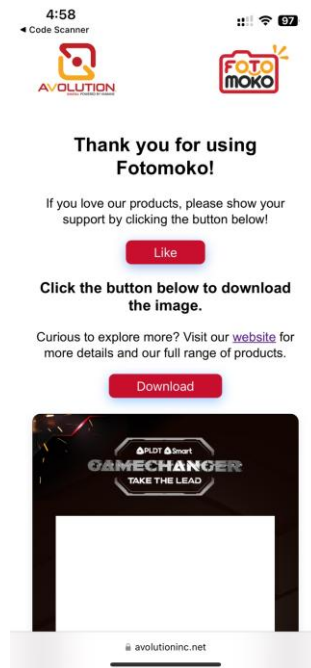 4:58
97
◀ Code Scanner
AVOLUTION
FOTO
MOKO
Thank you for using
Fotomoko!
If you love our products, please show your
support by clicking the button below!
Like
Click the button below to download
the image.
Curious to explore more? Visit our website for
more details and our full range of products.
Download
PLDT Smart
GAMECHANGER
TAKE THE LEAD
avolutioninc.net